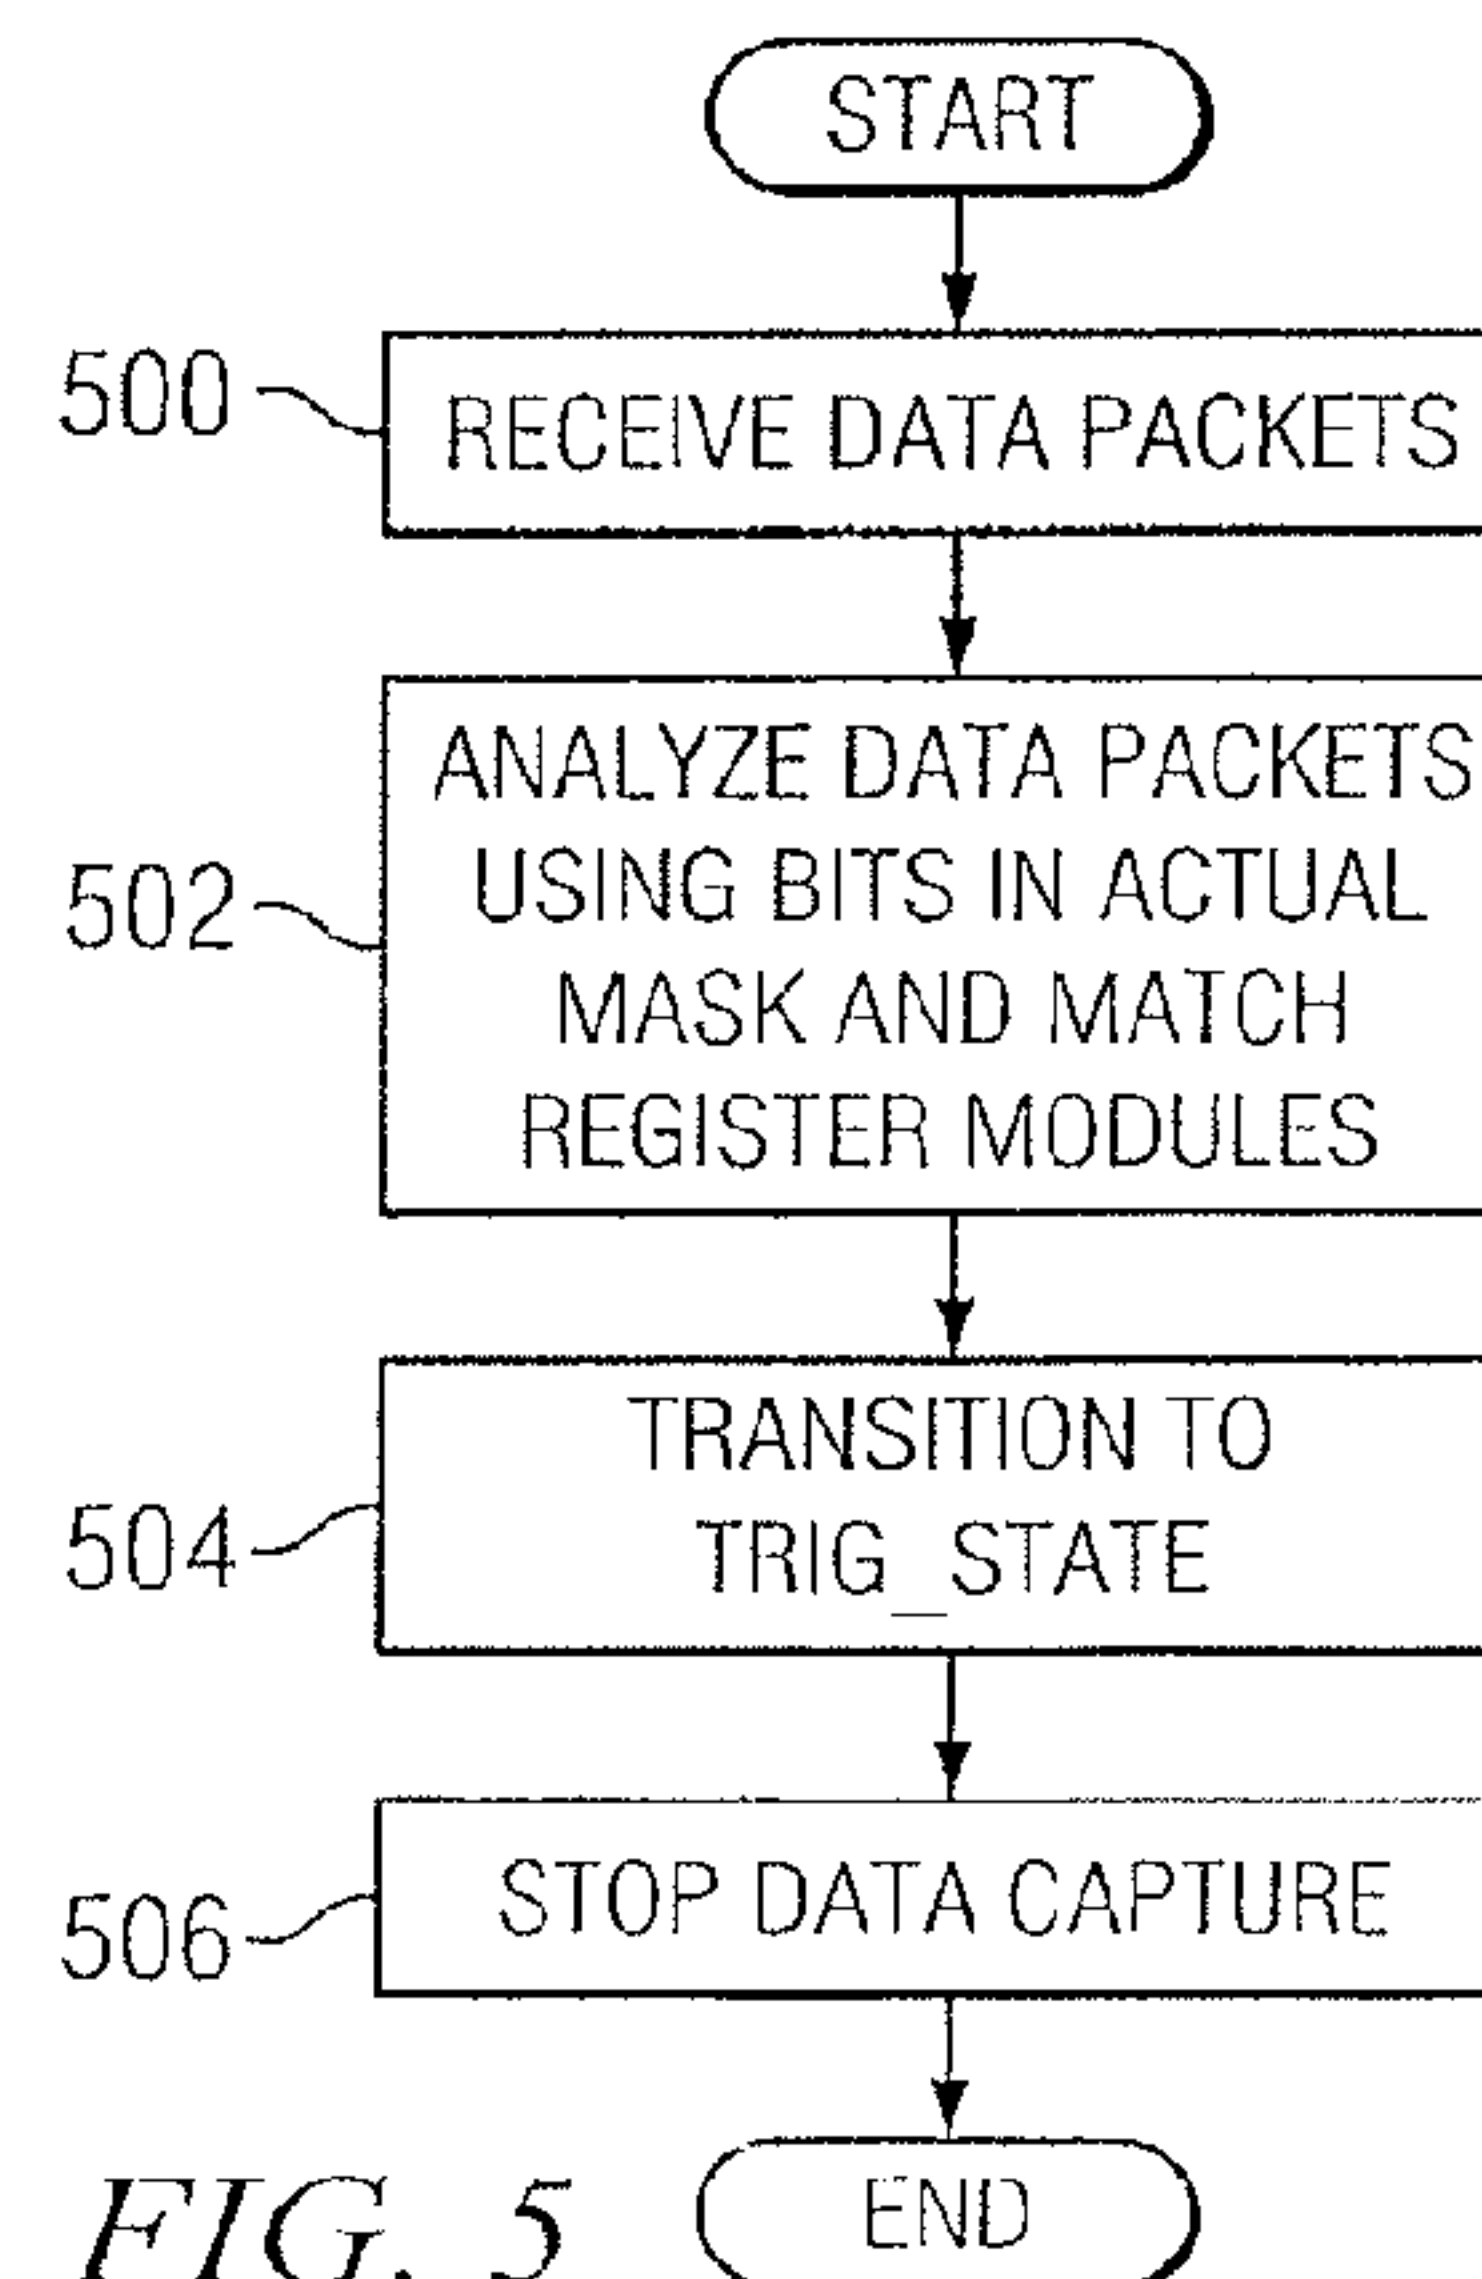 START
500
RECEIVE DATA PACKETS
ANALYZE DATA PACKETS
USING BITS IN ACTUAL
502
MASK AND MATCH
REGISTER MODULES
TRANSITION TO
504
TRIG_STATE
506
STOP DATA CAPTURE
END
FIG. 5